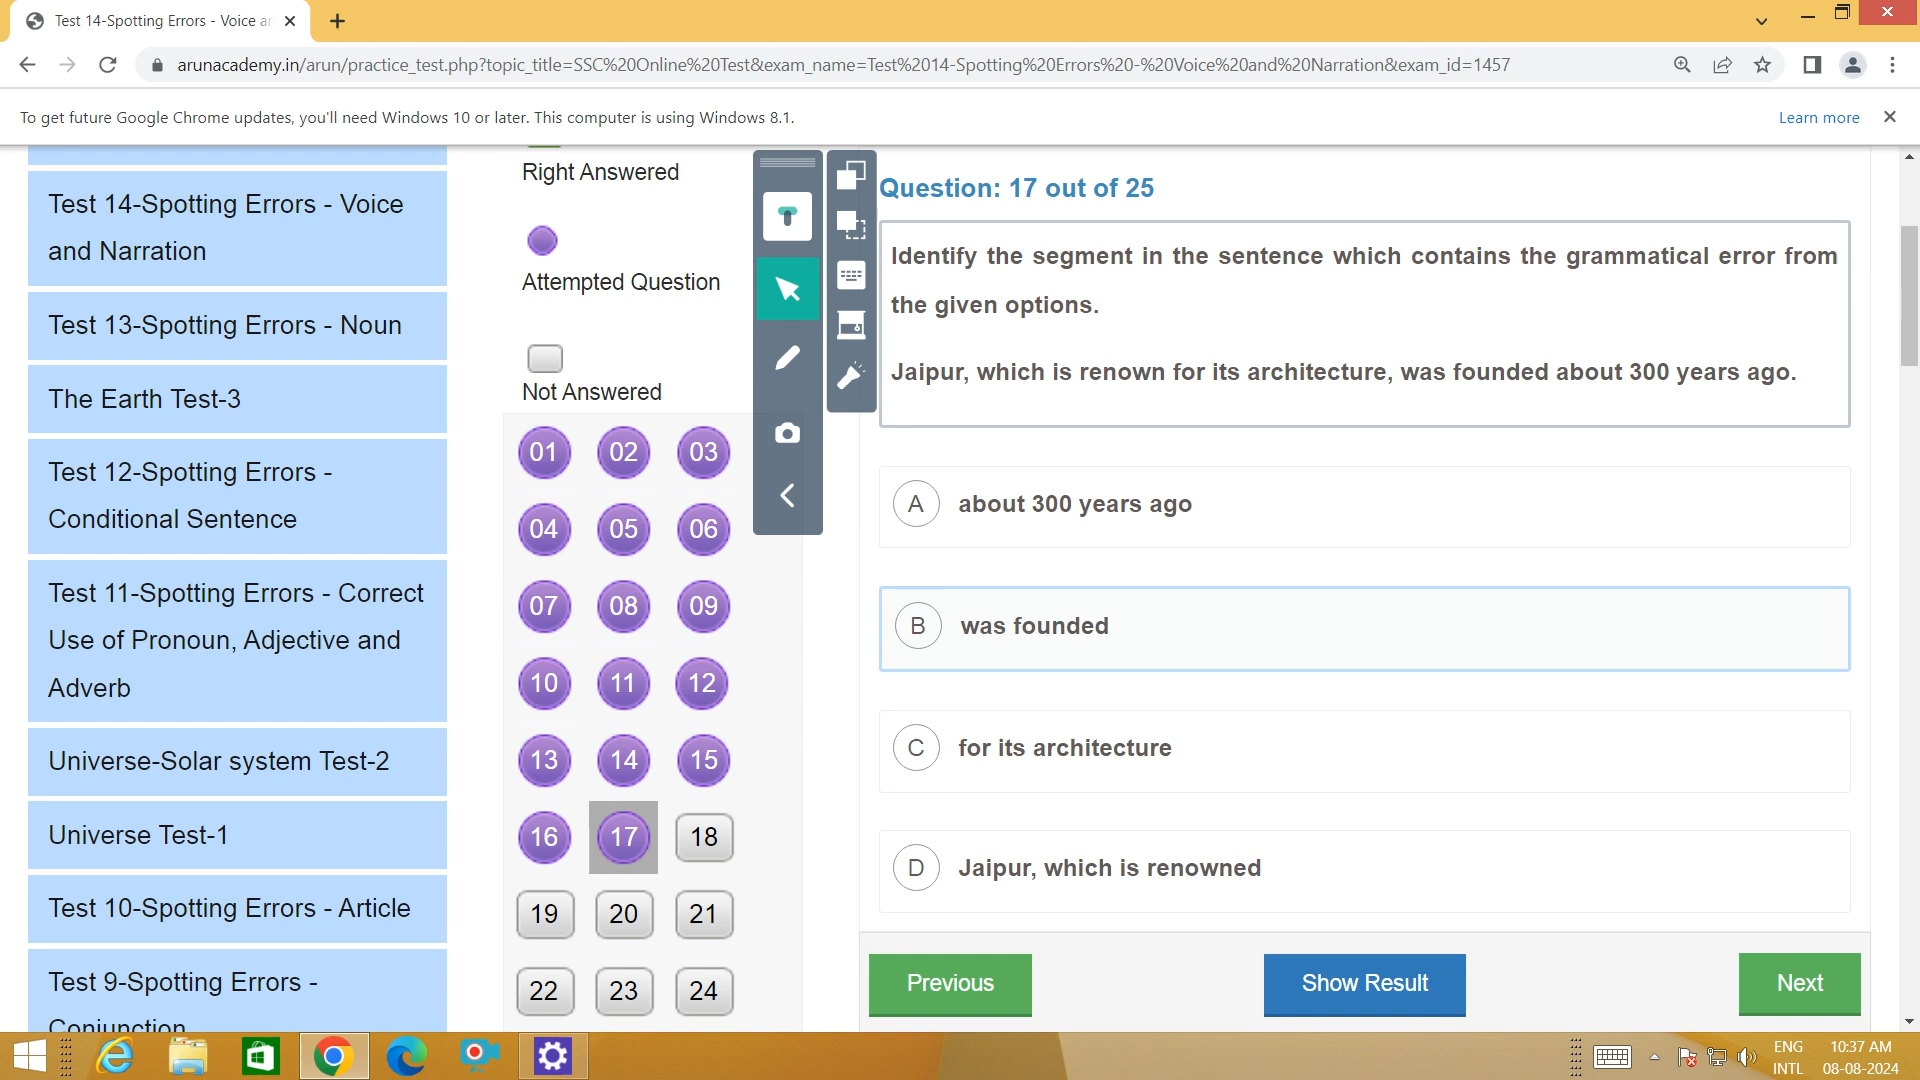 Test 14-Spotting Errors - Voice an
arunacademy.in/arun/practice_test.php?topic_title=SSC%20Online%20Test&exam_name=Test%2014-Spotting%20Errors%20-%20Voice%20and%20Narration&exam_id=1457
To get future Google Chrome updates, you'll need Windows 10 or later. This computer is using Windows 8.1.
Learn more
Test 14-Spotting Errors - Voice
and Narration
Test 13-Spotting Errors - Noun
The Earth Test-3
Test 12-Spotting Errors -
Conditional Sentence
Test 11-Spotting Errors - Correct
Use of Pronoun, Adjective and
Adverb
Universe-Solar system Test-2
Universe Test-1
Test 10-Spotting Errors - Article
Test 9-Spotting Errors -
Conjunction
Right Answered
Attempted Question
Not Answered
01 02 03
04 05 06
07 08 09
10 11 12
13 14 15
16 17 18
19 20 21
22 23 24
Question: 17 out of 25
Identify the segment in the sentence which contains the grammatical error from
the given options.
Jaipur, which is renown for its architecture, was founded about 300 years ago.
A about 300 years ago
B was founded
C for its architecture
D Jaipur, which is renowned
Previous
Show Result
Next
ENG
INTL
10:37 AM
08-08-2024